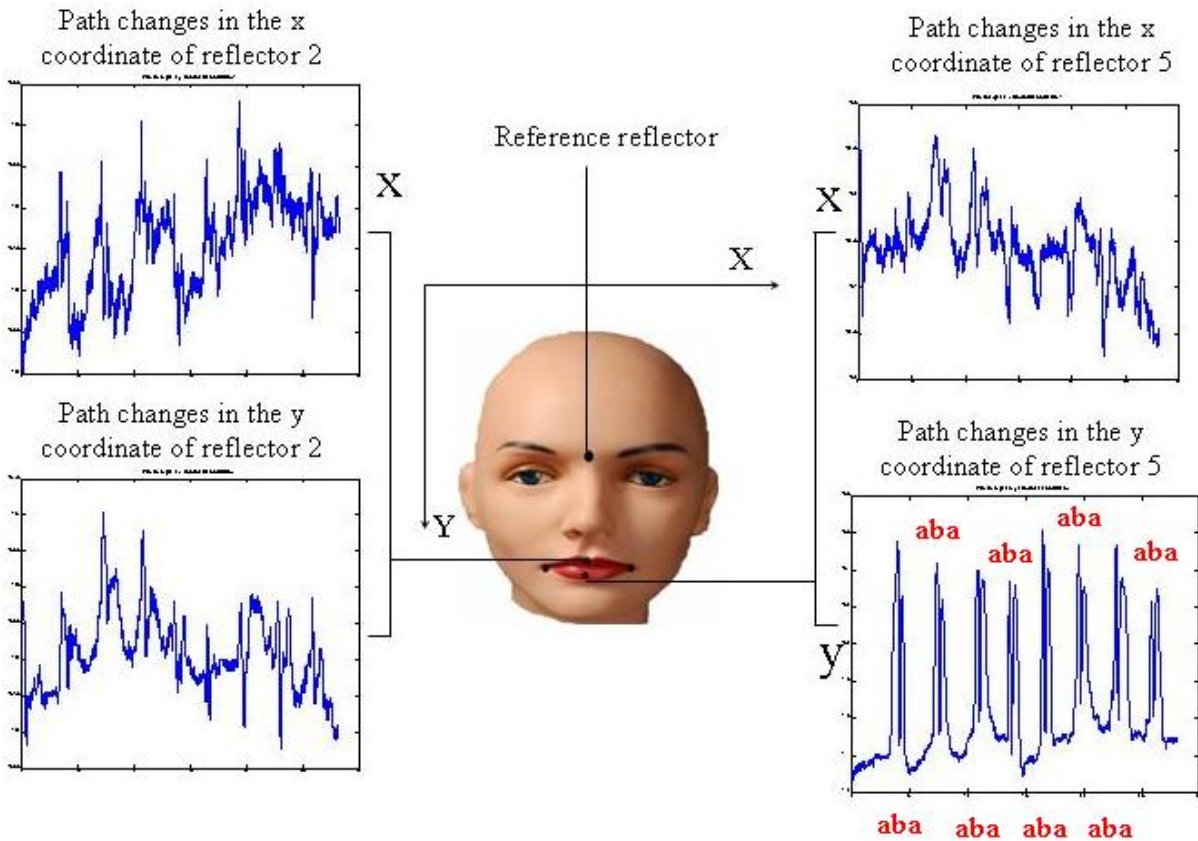 Path changes in the x
coordinate of reflector 2
Path changes in the x
coordinate of reflector 5
Reference reflector
X
X
X
Path changes in the y
coordinate of reflector 2
Path changes in the y
coordinate of reflector 5
Y
y
aba
aba
aba
aba
aba
aba
aba
aba